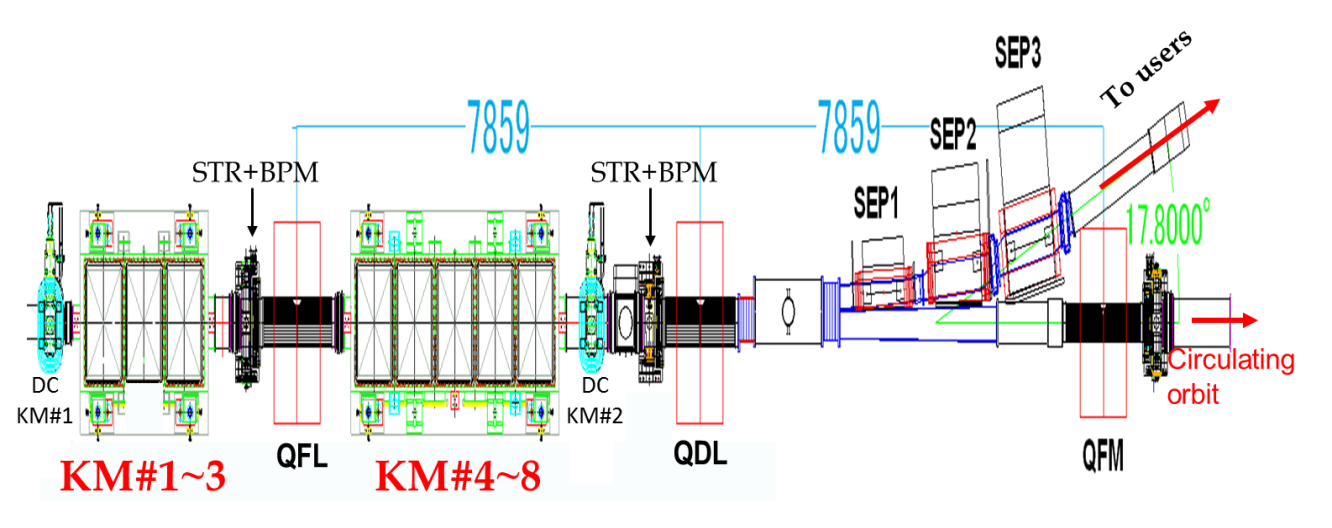 SEP3
To users
7859
7859
SEP2
STR+BPM
STR+BPM
SEP1
17.8000°
DC
KM#1
DC
KM#2
Circulating
orbit
QFL
QDL
QFM
KM#1~3
KM#4~8